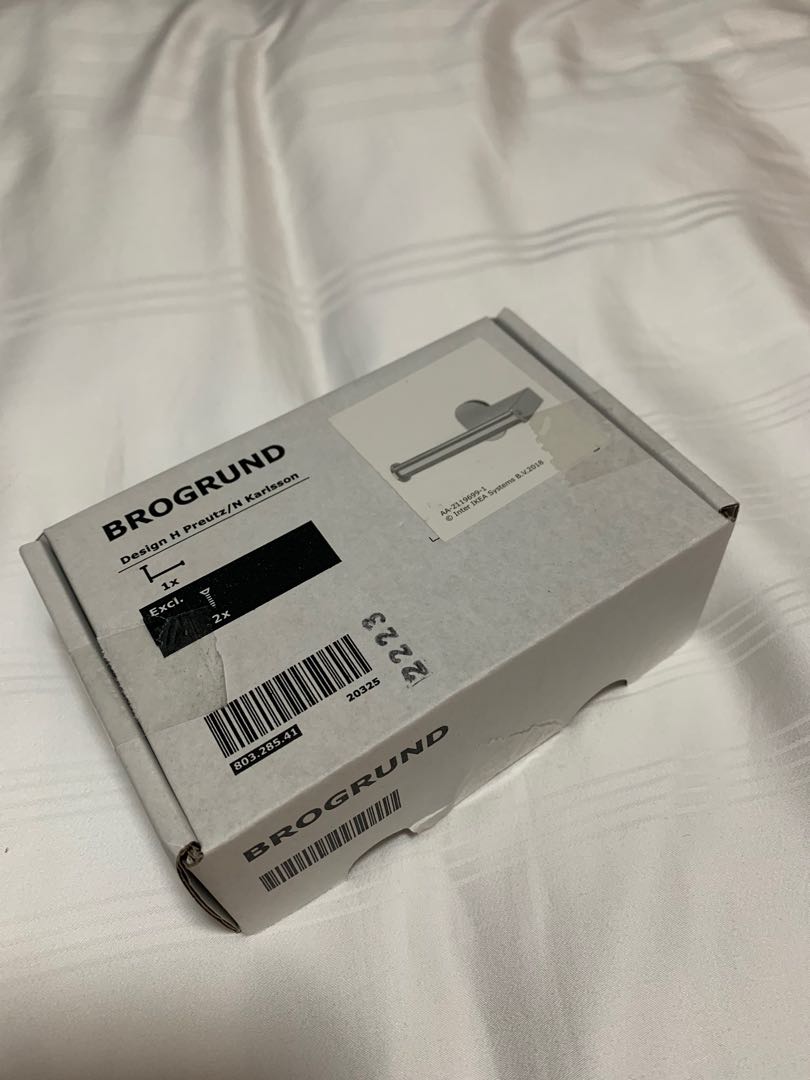 BROGRUND
Design H Preutz/N Karlsson
1x
Excl.
2x
803.285.41
20325
2223
AA-2119699-1
© Inter IKEA Systems B.V.2018
BROGRUND